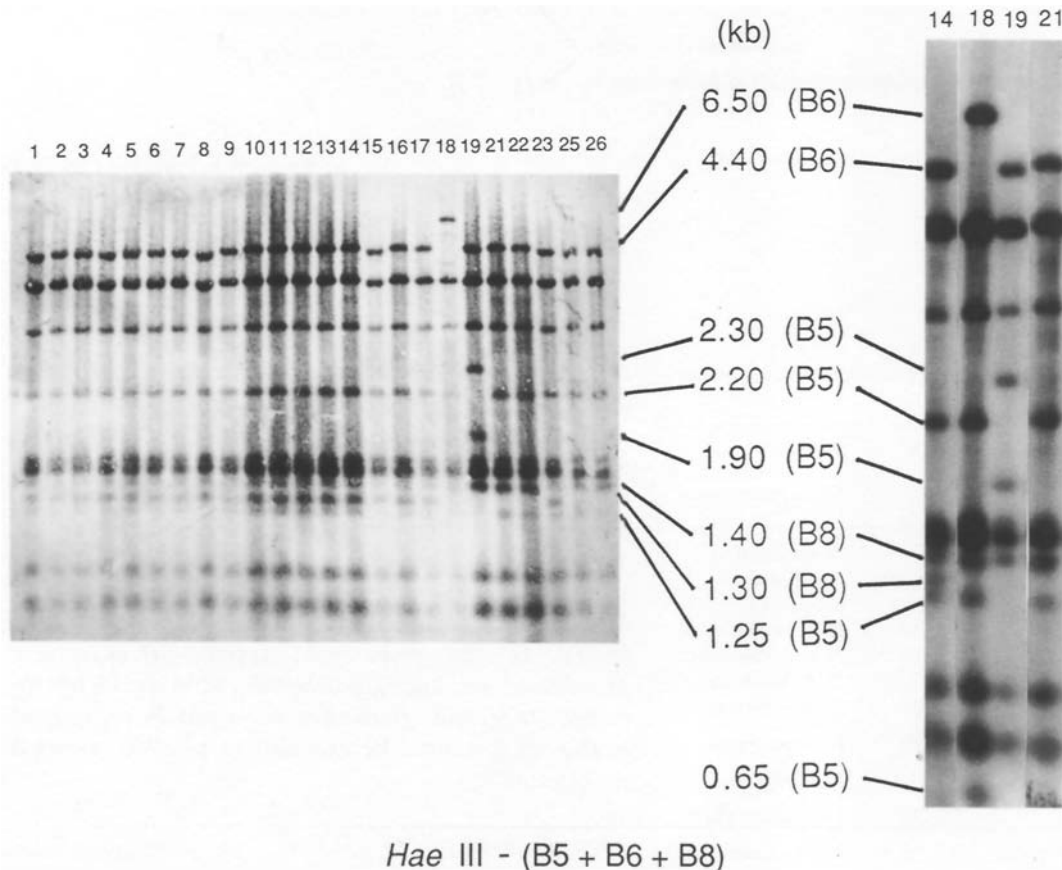 (kb)
14 18 19 21
6.50 (B6)
1 2 3 4 5 6 7 8 9 10 11 12 13 14 15 16 17 18 19 21 22 23 25 26
4.40 (B6)
2.30 (B5)
2.20 (B5)
1.90 (B5)
1.40 (B8)
1.30 (B8)
1.25 (B5)
0.65 (B5)
Hae III - (B5 + B6 + B8)